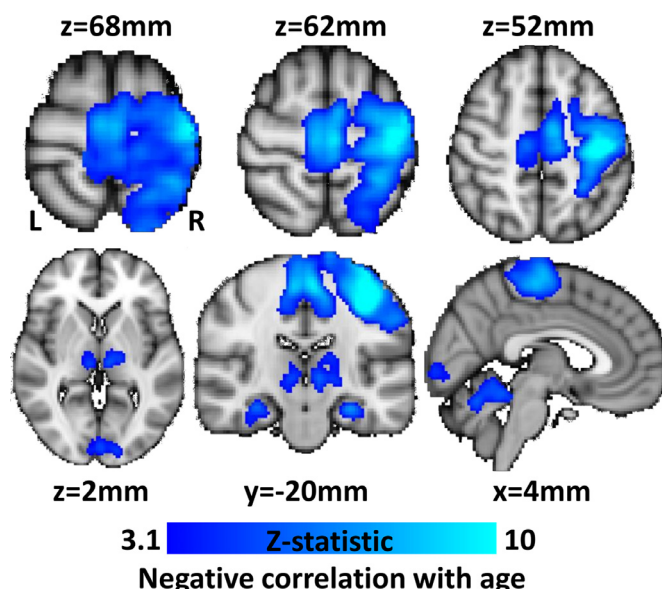 z=68mm z=62mm z=52mm
L R
z=2mm y=-20mm x=4mm
3.1 Z-statistic 10
Negative correlation with age